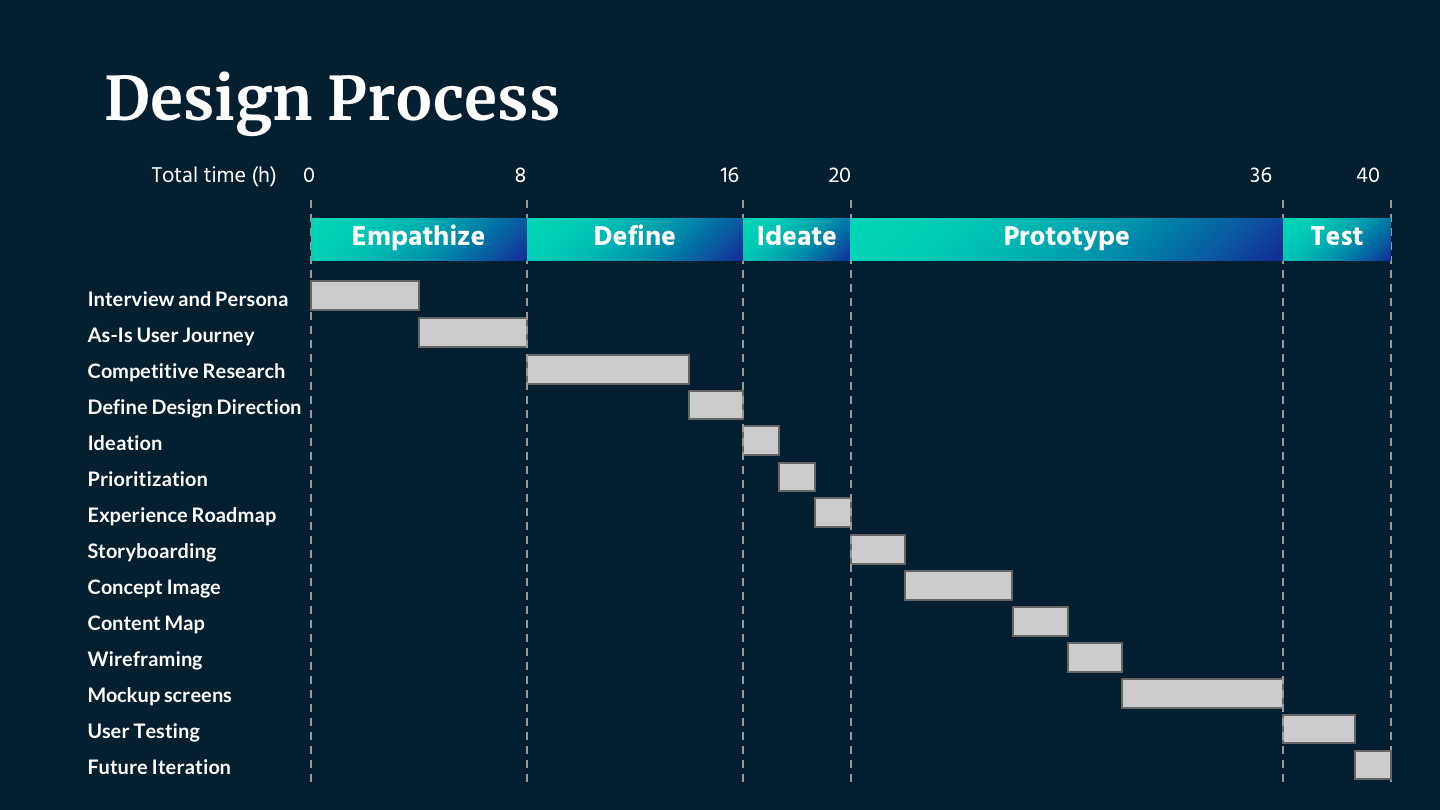 Design Process
Total time (h) 0 8 16 20 36 40
Empathize Define Ideate Prototype Test
Interview and Persona
As-Is User Journey
Competitive Research
Define Design Direction
Ideation
Prioritization
Experience Roadmap
Storyboarding
Concept Image
Content Map
Wireframing
Mockup screens
User Testing
Future Iteration